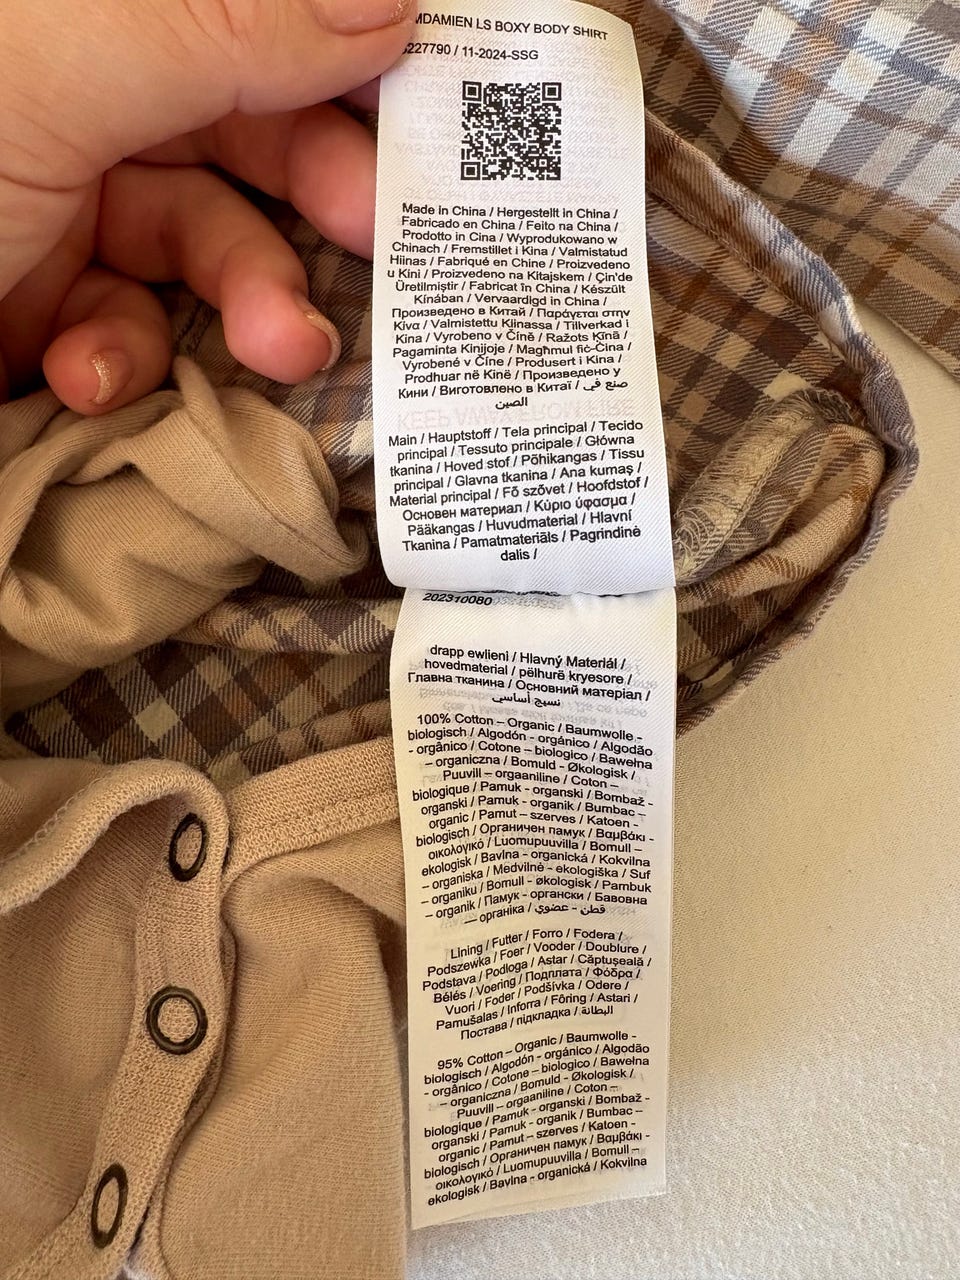 MDAMIEN LS BOXY BODY SHIRT
227790 / 11-2024-SSG
Made in China / Hergestellt in China /
Fabricado en China / Feito na China /
Prodotto in Cina / Wyprodukowano w
Chinach / Fremstillet i Kina / Valmistatud
Hiinas / Fabriqué en Chine / Proizvedeno
u Kini / Proizvedeno na Kitajskem / Çin'de
Üretilmiştir / Fabricat în China / Készült
Kínában / Vervaardigd in China /
Произведено в Китай / Παράγεται στην
Κίνα / Valmistettu Kiinassa / Tillverkad i
Kina / Vyrobeno v Číně / Ražots Ķīnā /
Pagaminta Kinijoje / Magħmul fiċ-Ċina /
Vyrobené v Číne / Produsert i Kina /
Prodhuar në Kinë / Произведено у
Кини / Виготовлено в Китаї / صنع في
الصين
KEEP AWAY FROM FIRE
Main / Hauptstoff / Tela principal / Tecido
principal / Tessuto principale / Główna
tkanina / Hoved stof / Põhikangas / Tissu
principal / Glavna tkanina / Ana kumaş /
Material principal / Fő szővet / Hoofdstof /
Основен материал / Κύριο ύφασμα /
Pääkangas / Huvudmaterial / Hlavní
Tkanina / Pamatmateriāls / Pagrindinė
dalis /
202310080
drapp ewlieni / Hlavný Materiál /
hovedmaterial / pëlhurë kryesore /
Главна тканина / Основний матеріал /
نسيج أساسي
100% Cotton – Organic / Baumwolle -
biologisch / Algodón - orgánico / Algodão
- orgânico / Cotone – biologico / Bawełna
– organiczna / Bomuld - Økologisk /
Puuvill – orgaaniline / Coton –
biologique / Pamuk - organski / Bombaž -
organski / Pamuk - organik / Bumbac –
organic / Pamut – szerves / Katoen -
biologisch / Органичен памук / Βαμβάκι -
οικολογικό / Luomupuuvilla / Bomull –
ekologisk / Bavlna - organická / Kokvilna
– organiska / Medvilnė - ekologiška / Suf
– organiku / Bomull - økologisk / Pambuk
– organik / Памук - органски / Бавовна
— органіка / قطن - عضوي
Lining / Futter / Forro / Fodera /
Podszewka / Foer / Vooder / Doublure /
Podstava / Podloga / Astar / Căptuşeală /
Bélés / Voering / Подплата / Φόδρα /
Vuori / Foder / Podšívka / Odere /
Pamušalas / Inforra / Fôring / Astari /
Постава / підкладка / البطانة
95% Cotton – Organic / Baumwolle -
biologisch / Algodón - orgánico / Algodão
- orgânico / Cotone – biologico / Bawełna
– organiczna / Bomuld - Økologisk /
Puuvill – orgaaniline / Coton –
biologique / Pamuk - organski / Bombaž -
organski / Pamuk - organik / Bumbac –
organic / Pamut – szerves / Katoen -
biologisch / Органичен памук / Βαμβάκι -
οικολογικό / Luomupuuvilla / Bomull –
ekologisk / Bavlna - organická / Kokvilna